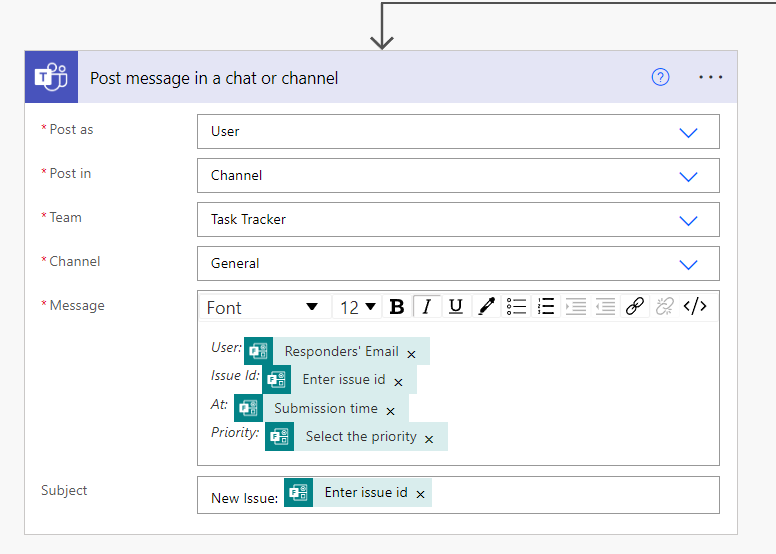 Post message in a chat or channel
* Post as
User
* Post in
Channel
* Team
Task Tracker
* Channel
General
* Message
Font 12 B I U </>
User: Responders' Email ×
Issue Id: Enter issue id ×
At: Submission time ×
Priority: Select the priority ×
Subject
New Issue: Enter issue id ×